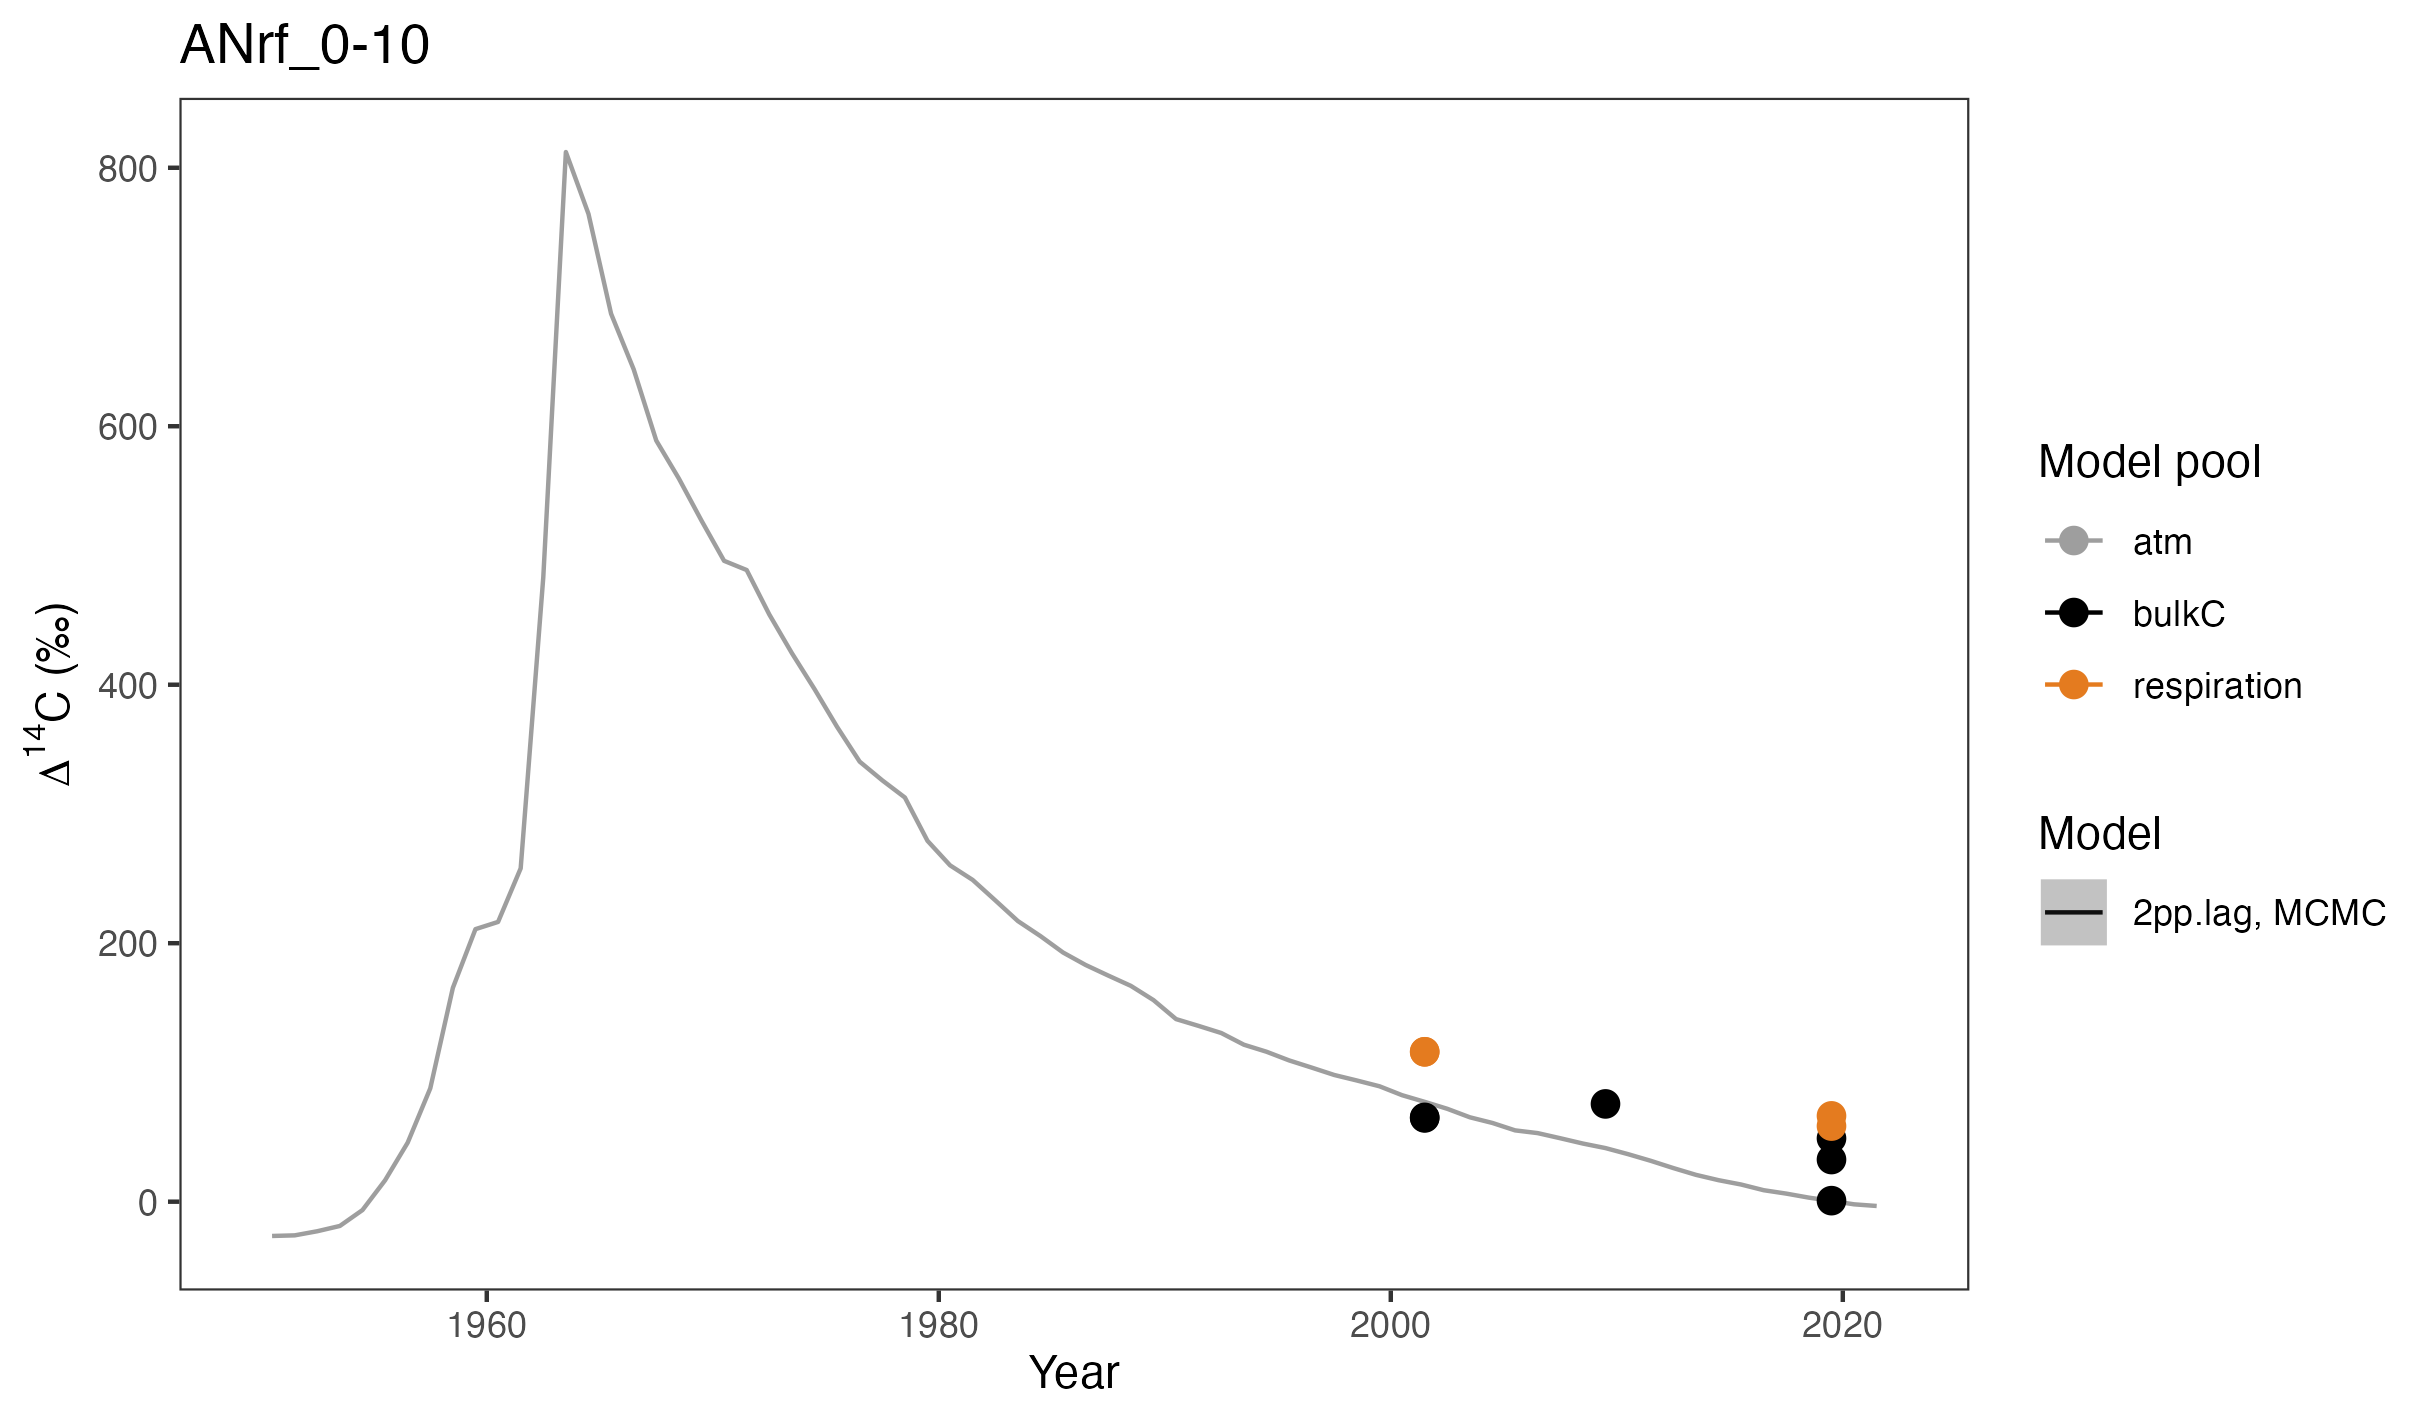 ANrf_0-10
800
600
400
200
0
Δ¹⁴C (‰)
1960
1980
2000
2020
Year
Model pool
atm
bulkC
respiration
Model
2pp.lag, MCMC